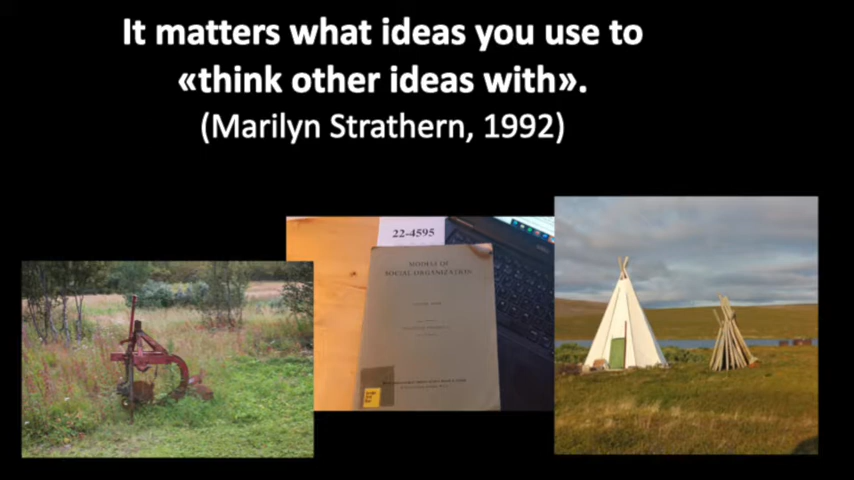 It matters what ideas you use to
«think other ideas with».
(Marilyn Strathern, 1992)
22-4595
MODELS OF
SOCIAL ORGANIZATION